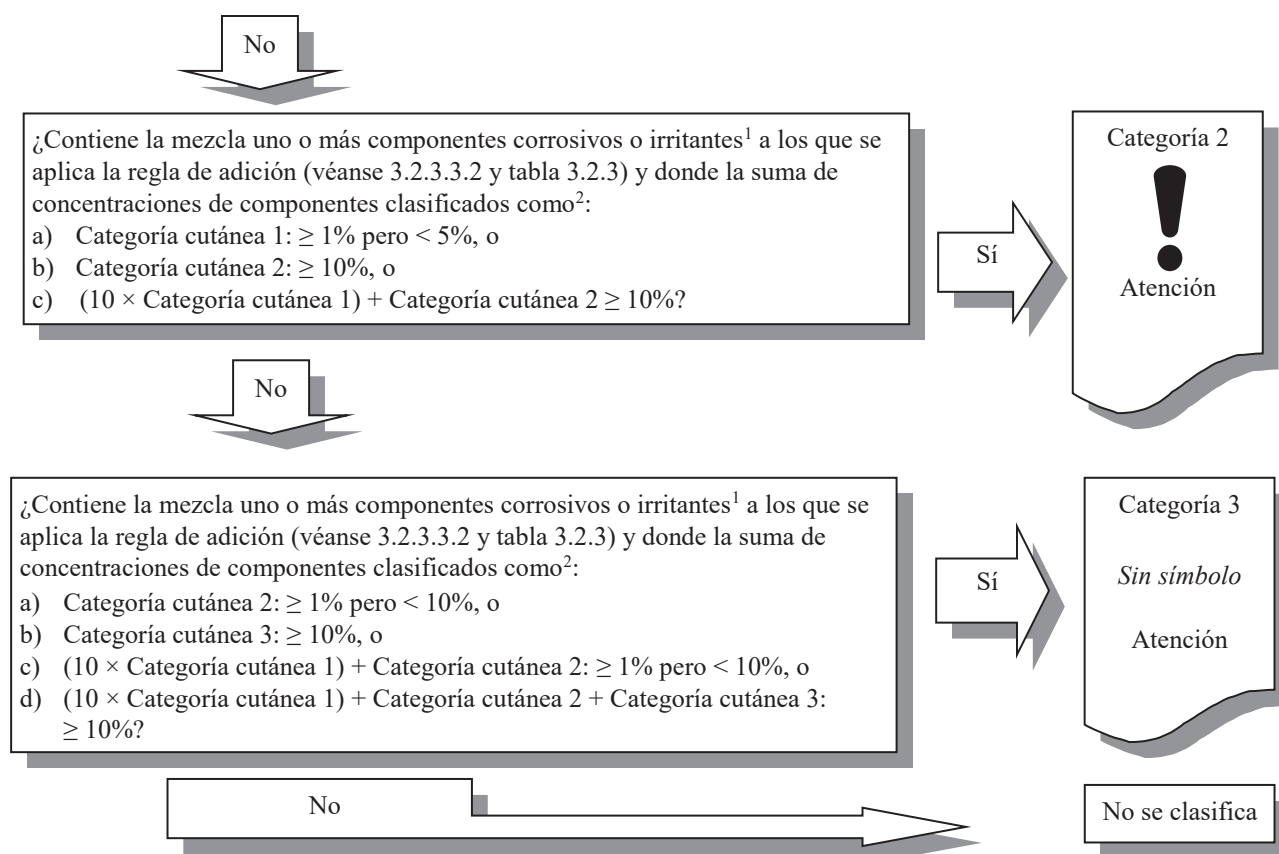 No
¿Contiene la mezcla uno o más componentes corrosivos o irritantes¹ a los que se
aplica la regla de adición (véanse 3.2.3.3.2 y tabla 3.2.3) y donde la suma de
concentraciones de componentes clasificados como²:
a) Categoría cutánea 1: ≥ 1% pero < 5%, o
b) Categoría cutánea 2: ≥ 10%, o
c) (10 × Categoría cutánea 1) + Categoría cutánea 2 ≥ 10%?
Sí
Categoría 2
Atención
No
¿Contiene la mezcla uno o más componentes corrosivos o irritantes¹ a los que se
aplica la regla de adición (véanse 3.2.3.3.2 y tabla 3.2.3) y donde la suma de
concentraciones de componentes clasificados como²:
a) Categoría cutánea 2: ≥ 1% pero < 10%, o
b) Categoría cutánea 3: ≥ 10%, o
c) (10 × Categoría cutánea 1) + Categoría cutánea 2: ≥ 1% pero < 10%, o
d) (10 × Categoría cutánea 1) + Categoría cutánea 2 + Categoría cutánea 3:
≥ 10%?
Sí
Categoría 3
Sin símbolo
Atención
No
No se clasifica